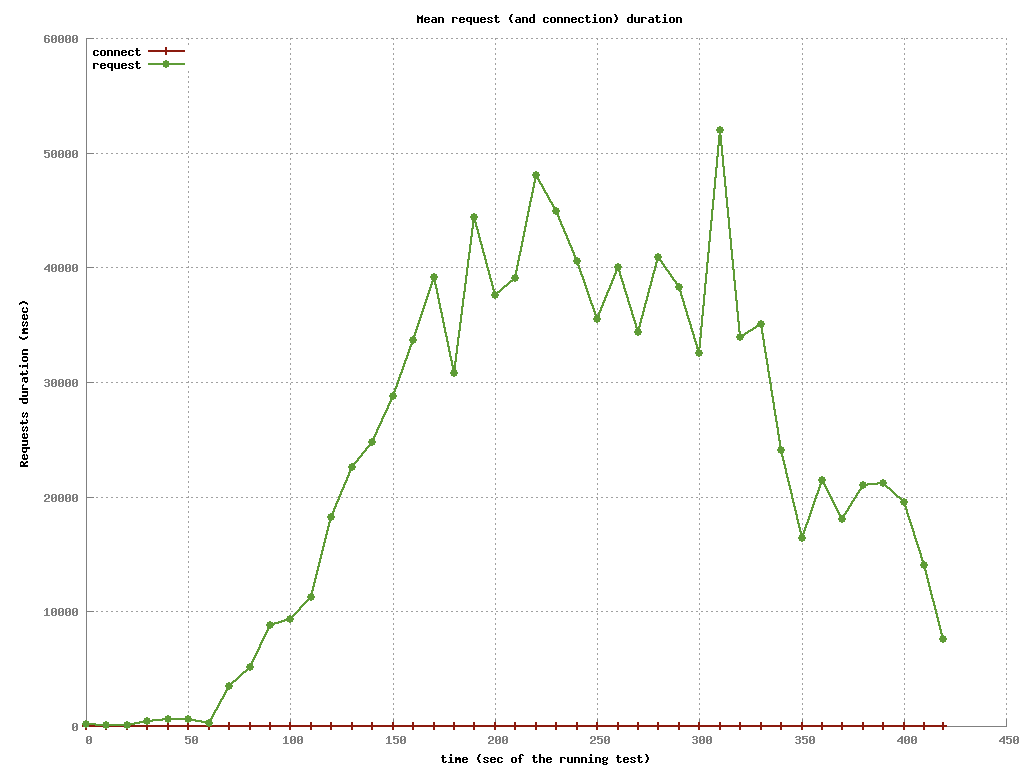 Mean request (and connection) duration
60000
connect
request
50000
40000
30000
20000
10000
0
Requests duration (msec)
0 50 100 150 200 250 300 350 400 450
time (sec of the running test)